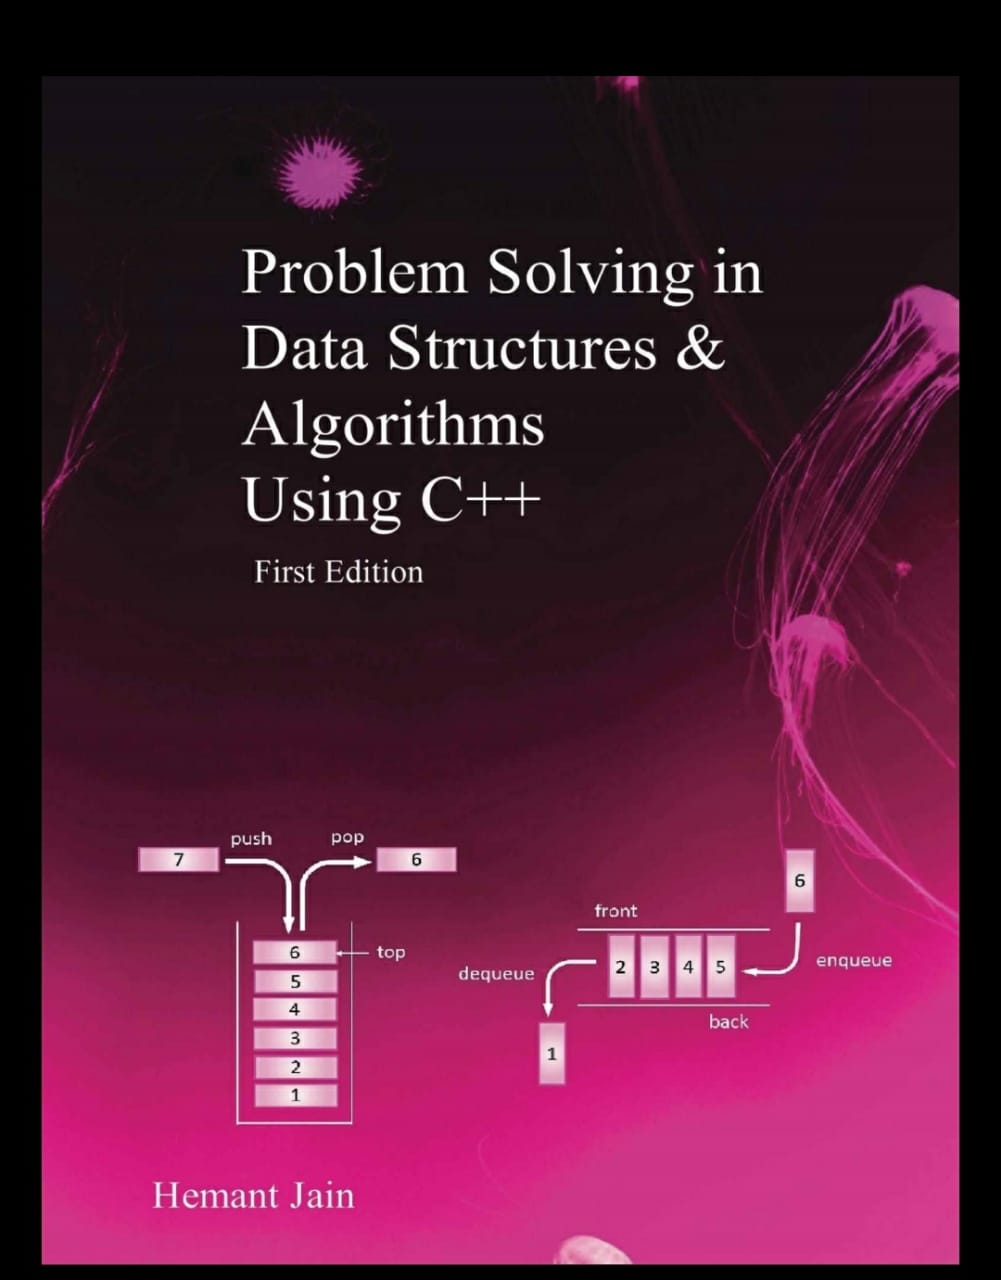 Problem Solving in
Data Structures &
Algorithms
Using C++
First Edition
push
pop
7
6
6
top
5
4
3
2
1
6
front
enqueue
dequeue
2 3 4 5
back
1
Hemant Jain